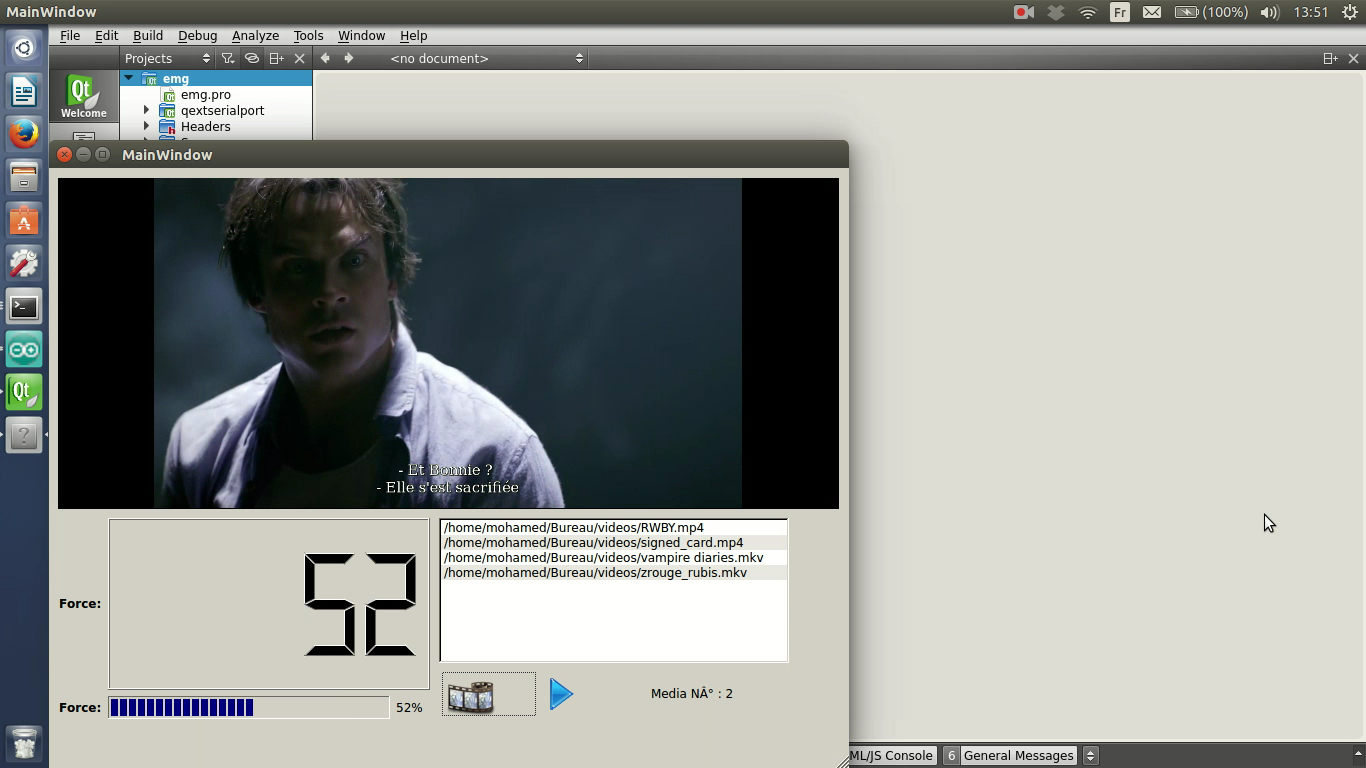 MainWindow
Fr
(100%)
13:51
File Edit Build Debug Analyze Tools Window Help
Projects
<no document>
Qt
Welcome
emg
emg.pro
qextserialport
Headers
MainWindow
- Et Bonnie ?
- Elle s'est sacrifiée
/home/mohamed/Bureau/videos/RWBY.mp4
/home/mohamed/Bureau/videos/signed_card.mp4
/home/mohamed/Bureau/videos/vampire diaries.mkv
/home/mohamed/Bureau/videos/zrouge_rubis.mkv
Force:
52
Force:
52%
Media NÂ° : 2
Qt
ML/JS Console
6 General Messages